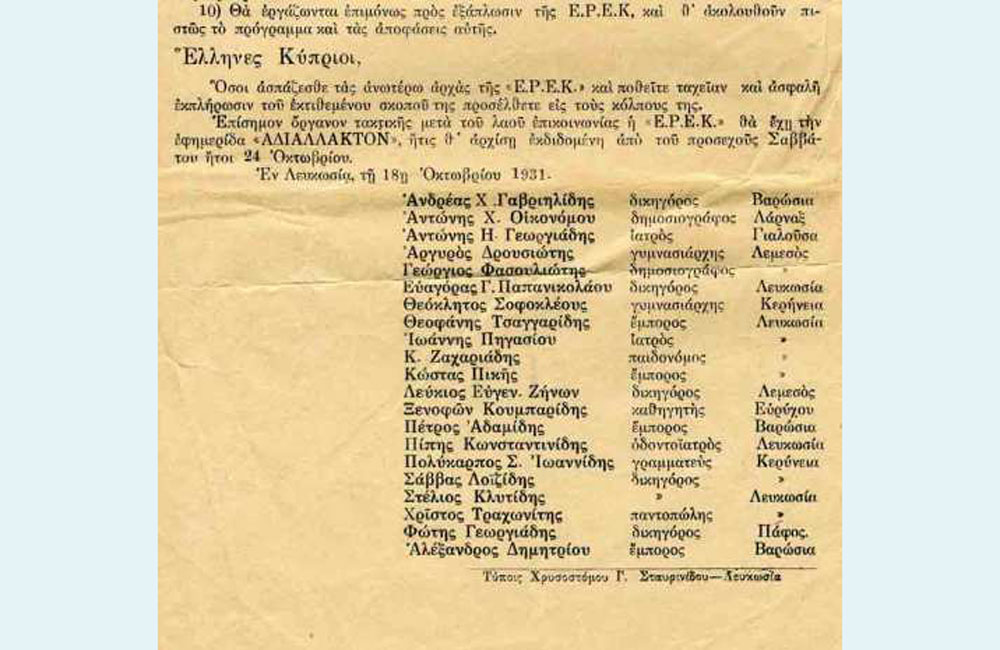 10) Θὰ ἐργάζωνται ἐπιμόνως πρὸς ἐξάπλωσιν τῆς Ε.Ρ.Ε.Κ, καὶ θ' ἀκολουθοῦν πι-
στῶς τὸ πρόγραμμα καὶ τὰς ἀποφάσεις αὐτῆς.
Ἕλληνες Κύπριοι,
Ὅσοι ἀσπάζεσθε τὰς ἀνωτέρω ἀρχὰς τῆς «Ε.Ρ.Ε.Κ.» καὶ ποθεῖτε ταχεῖαν καὶ ἀσφαλῆ
ἐκπλήρωσιν τοῦ ἐκτιθεμένου σκοποῦ της προσέλθετε εἰς τοὺς κόλπους της.
Ἐπίσημον ὄργανον τακτικῆς μετὰ τοῦ λαοῦ ἐπικοινωνίας ἡ «Ε.Ρ.Ε.Κ.» θὰ ἔχῃ τὴν
ἐφημερίδα «ΑΔΙΑΛΛΑΚΤΟΝ», ἥτις θ' ἀρχίσῃ ἐκδιδομένη ἀπὸ τοῦ προσεχοῦς Σαββά-
του ἤτοι 24 Ὀκτωβρίου.
Ἐν Λευκωσίᾳ, τῇ 18ῃ Ὀκτωβρίου 1931.
Ἀνδρέας Χ .Γαβριηλίδης δικηγόρος Βαρώσια
Ἀντώνης Χ. Οἰκονόμου δημοσιογράφος Λάρναξ
Ἀντώνης Η. Γεωργιάδης ἰατρὸς Γιαλοῦσα
Ἀργυρὸς Δρουσιώτης γυμνασιάρχης Λεμεσὸς
Γεώργιος Φασουλιώτης δημοσιογράφος »
Εὐαγόρας Γ. Παπανικολάου δικηγόρος Λευκωσία
Θεόκλητος Σοφοκλέους γυμνασιάρχης Κερήνεια
Θεοφάνης Τσαγγαρίδης ἔμπορος Λευκωσία
Ἰωάννης Πηγασίου ἰατρὸς »
Κ. Ζαχαριάδης παιδονόμος »
Κώστας Πικῆς ἔμπορος »
Λεύκιος Εὐγεν. Ζήνων δικηγόρος Λεμεσὸς
Ξενοφῶν Κουμπαρίδης καθηγητὴς Εὐρύχου
Πέτρος Ἀδαμίδης ἔμπορος Βαρώσια
Πίπης Κωνσταντινίδης ὀδοντοϊατρὸς Λευκωσία
Πολύκαρπος Σ. Ἰωαννίδης γραμματεὺς Κερύνεια
Σάββας Λοϊζίδης δικηγόρος »
Στέλιος Κλυτίδης » Λευκωσία
Χρῖστος Τραχωνίτης παντοπώλης »
Φώτης Γεωργιάδης δικηγόρος Πάφος.
Ἀλέξανδρος Δημητρίου ἔμπορος Βαρώσια
Τύποις Χρυσοστόμου Γ. Σταυρινίδου—Λευκωσία